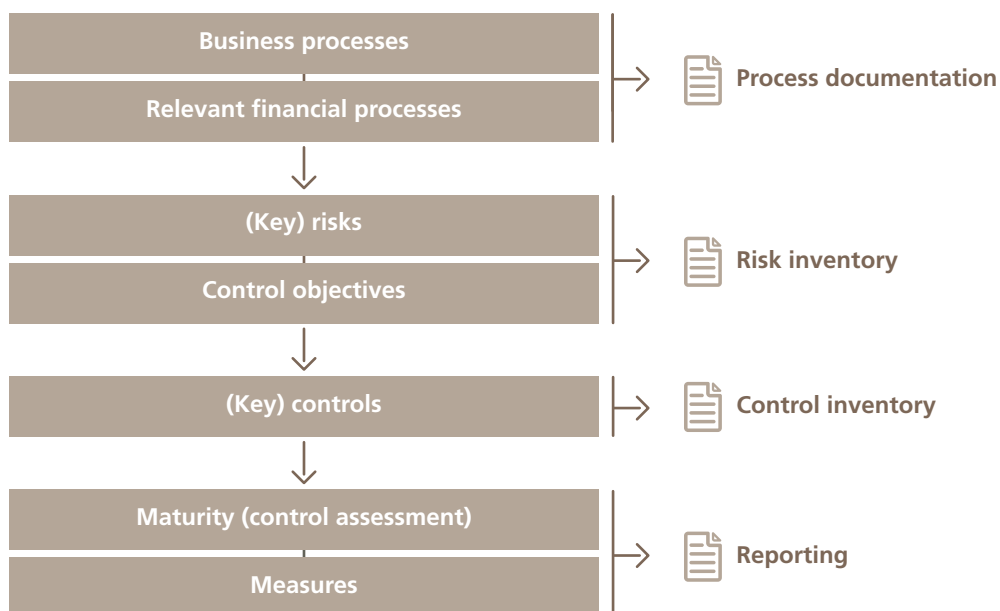 Business processes
Relevant financial processes
Process documentation
(Key) risks
Control objectives
Risk inventory
(Key) controls
Control inventory
Maturity (control assessment)
Measures
Reporting